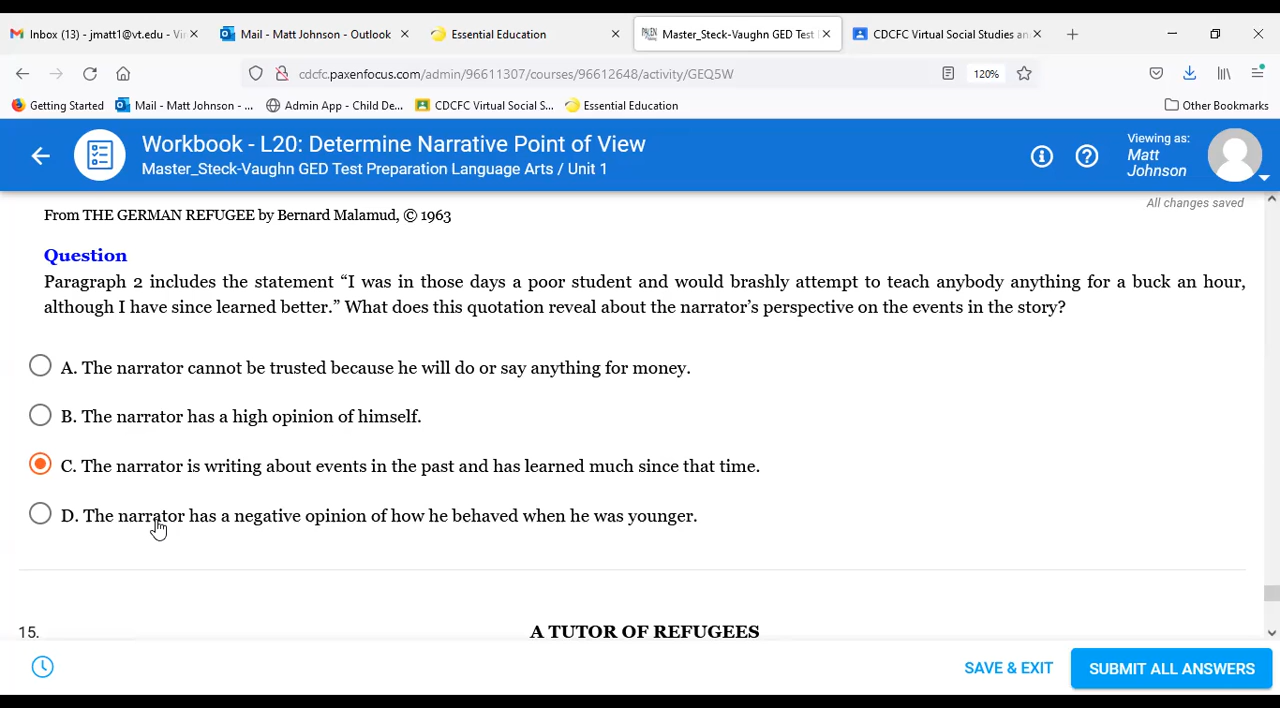 Inbox (13) - jmatt1@vt.edu - Vir
Mail - Matt Johnson - Outlook
Essential Education
PAXEN
Master_Steck-Vaughn GED Test
CDCFC Virtual Social Studies an
cdcfc.paxenfocus.com/admin/96611307/courses/96612648/activity/GEQ5W
120%
Getting Started
Mail - Matt Johnson - ...
Admin App - Child De...
CDCFC Virtual Social S...
Essential Education
Other Bookmarks
Workbook - L20: Determine Narrative Point of View
Master_Steck-Vaughn GED Test Preparation Language Arts / Unit 1
Viewing as:
Matt
Johnson
All changes saved
From THE GERMAN REFUGEE by Bernard Malamud, © 1963
Question
Paragraph 2 includes the statement “I was in those days a poor student and would brashly attempt to teach anybody anything for a buck an hour,
although I have since learned better.” What does this quotation reveal about the narrator’s perspective on the events in the story?
A. The narrator cannot be trusted because he will do or say anything for money.
B. The narrator has a high opinion of himself.
C. The narrator is writing about events in the past and has learned much since that time.
D. The narrator has a negative opinion of how he behaved when he was younger.
15.
A TUTOR OF REFUGEES
SAVE & EXIT
SUBMIT ALL ANSWERS